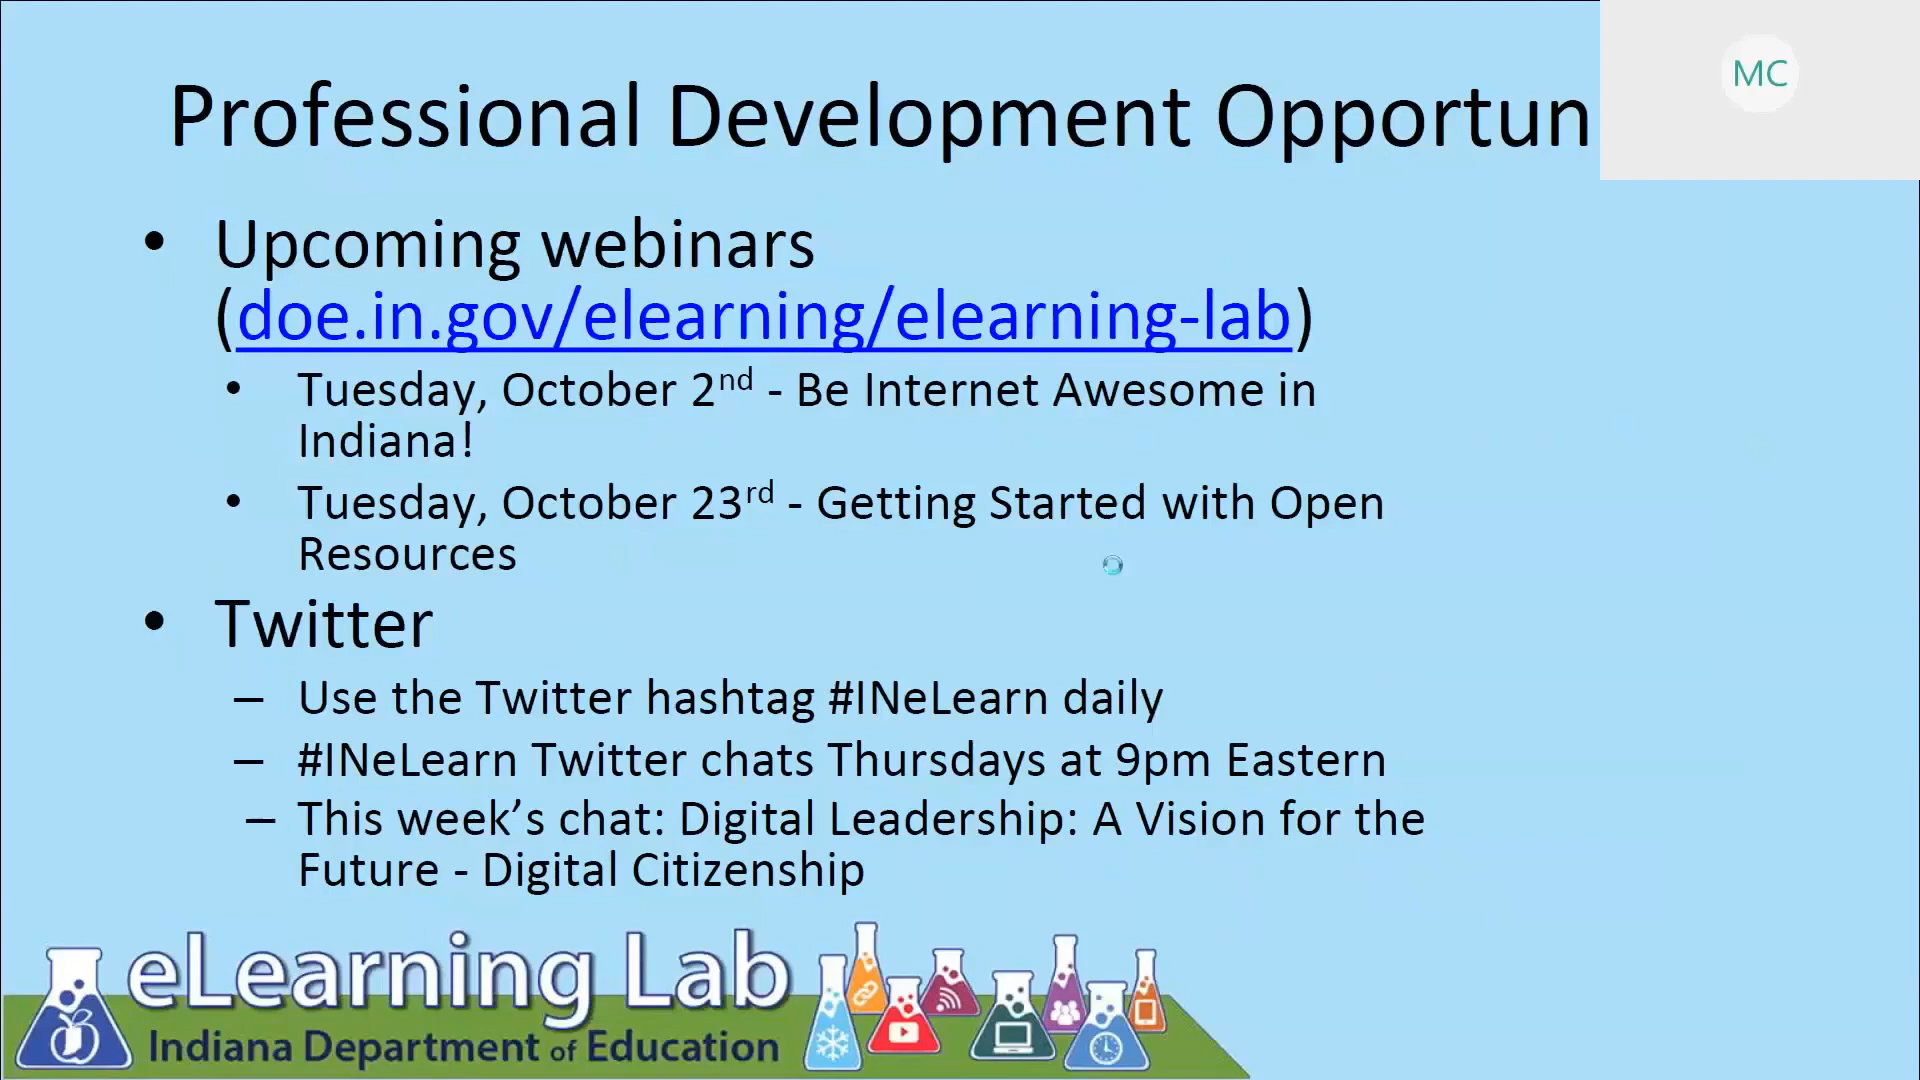 Professional Development Opportun
MC
• Upcoming webinars
(doe.in.gov/elearning/elearning-lab)
• Tuesday, October 2nd - Be Internet Awesome in
Indiana!
• Tuesday, October 23rd - Getting Started with Open
Resources
• Twitter
– Use the Twitter hashtag #INeLearn daily
– #INeLearn Twitter chats Thursdays at 9pm Eastern
– This week’s chat: Digital Leadership: A Vision for the
Future - Digital Citizenship
eLearning Lab
Indiana Department of Education